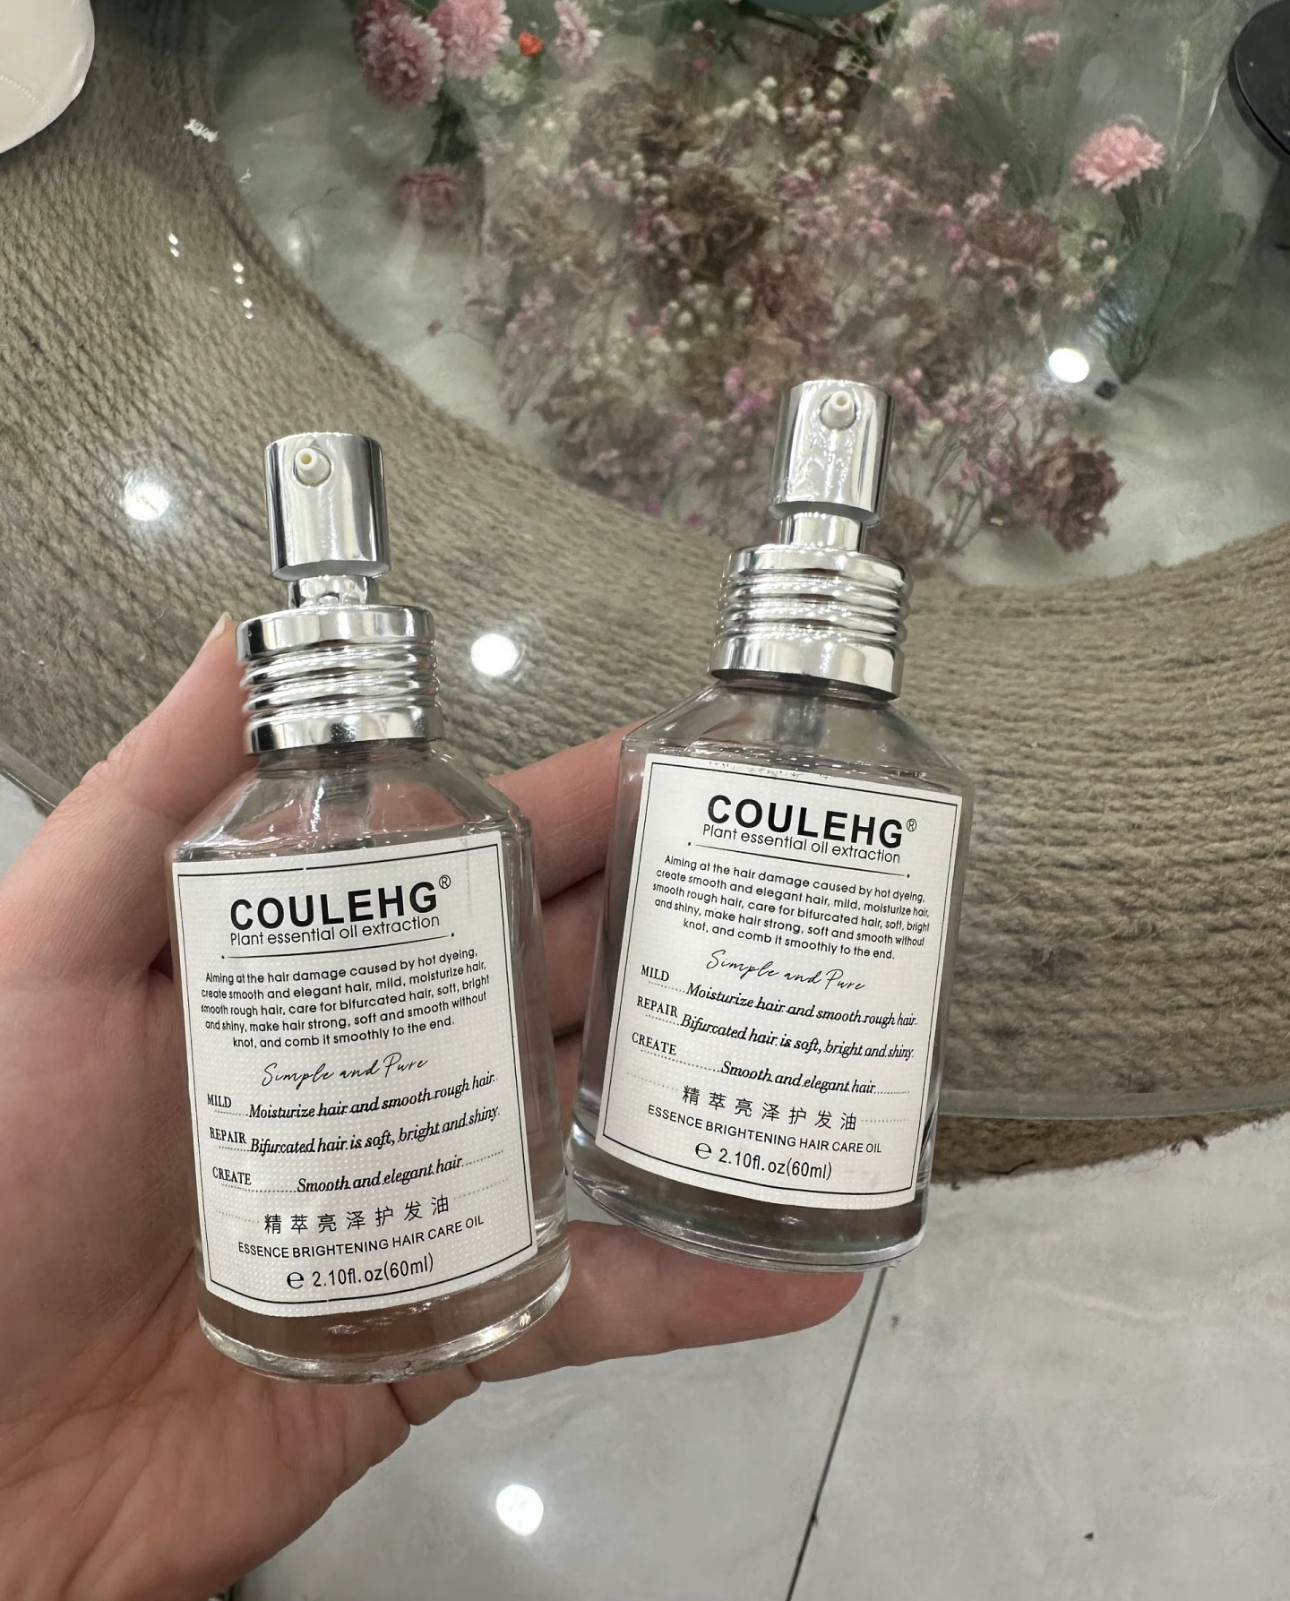 COULEHG®
Plant essential oil extraction
Aiming at the hair damage caused by hot dyeing,
create smooth and elegant hair, mild, moisturize hair,
smooth rough hair, care for bifurcated hair, soft, bright
and shiny, make hair strong, soft and smooth without
knot, and comb it smoothly to the end.
Simple and Pure
MILD Moisturize hair and smooth rough hair
REPAIR Bifurcated hair is soft, bright and shiny.
CREATE Smooth and elegant hair
精萃亮泽护发油
ESSENCE BRIGHTENING HAIR CARE OIL
℮ 2.10fl.oz(60ml)
COULEHG®
Plant essential oil extraction
Aiming at the hair damage caused by hot dyeing,
create smooth and elegant hair, mild, moisturize hair,
smooth rough hair, care for bifurcated hair, soft, bright
and shiny, make hair strong, soft and smooth without
knot, and comb it smoothly to the end.
Simple and Pure
MILD Moisturize hair and smooth rough hair
REPAIR Bifurcated hair is soft, bright and shiny.
CREATE Smooth and elegant hair
精萃亮泽护发油
ESSENCE BRIGHTENING HAIR CARE OIL
℮ 2.10fl.oz(60ml)